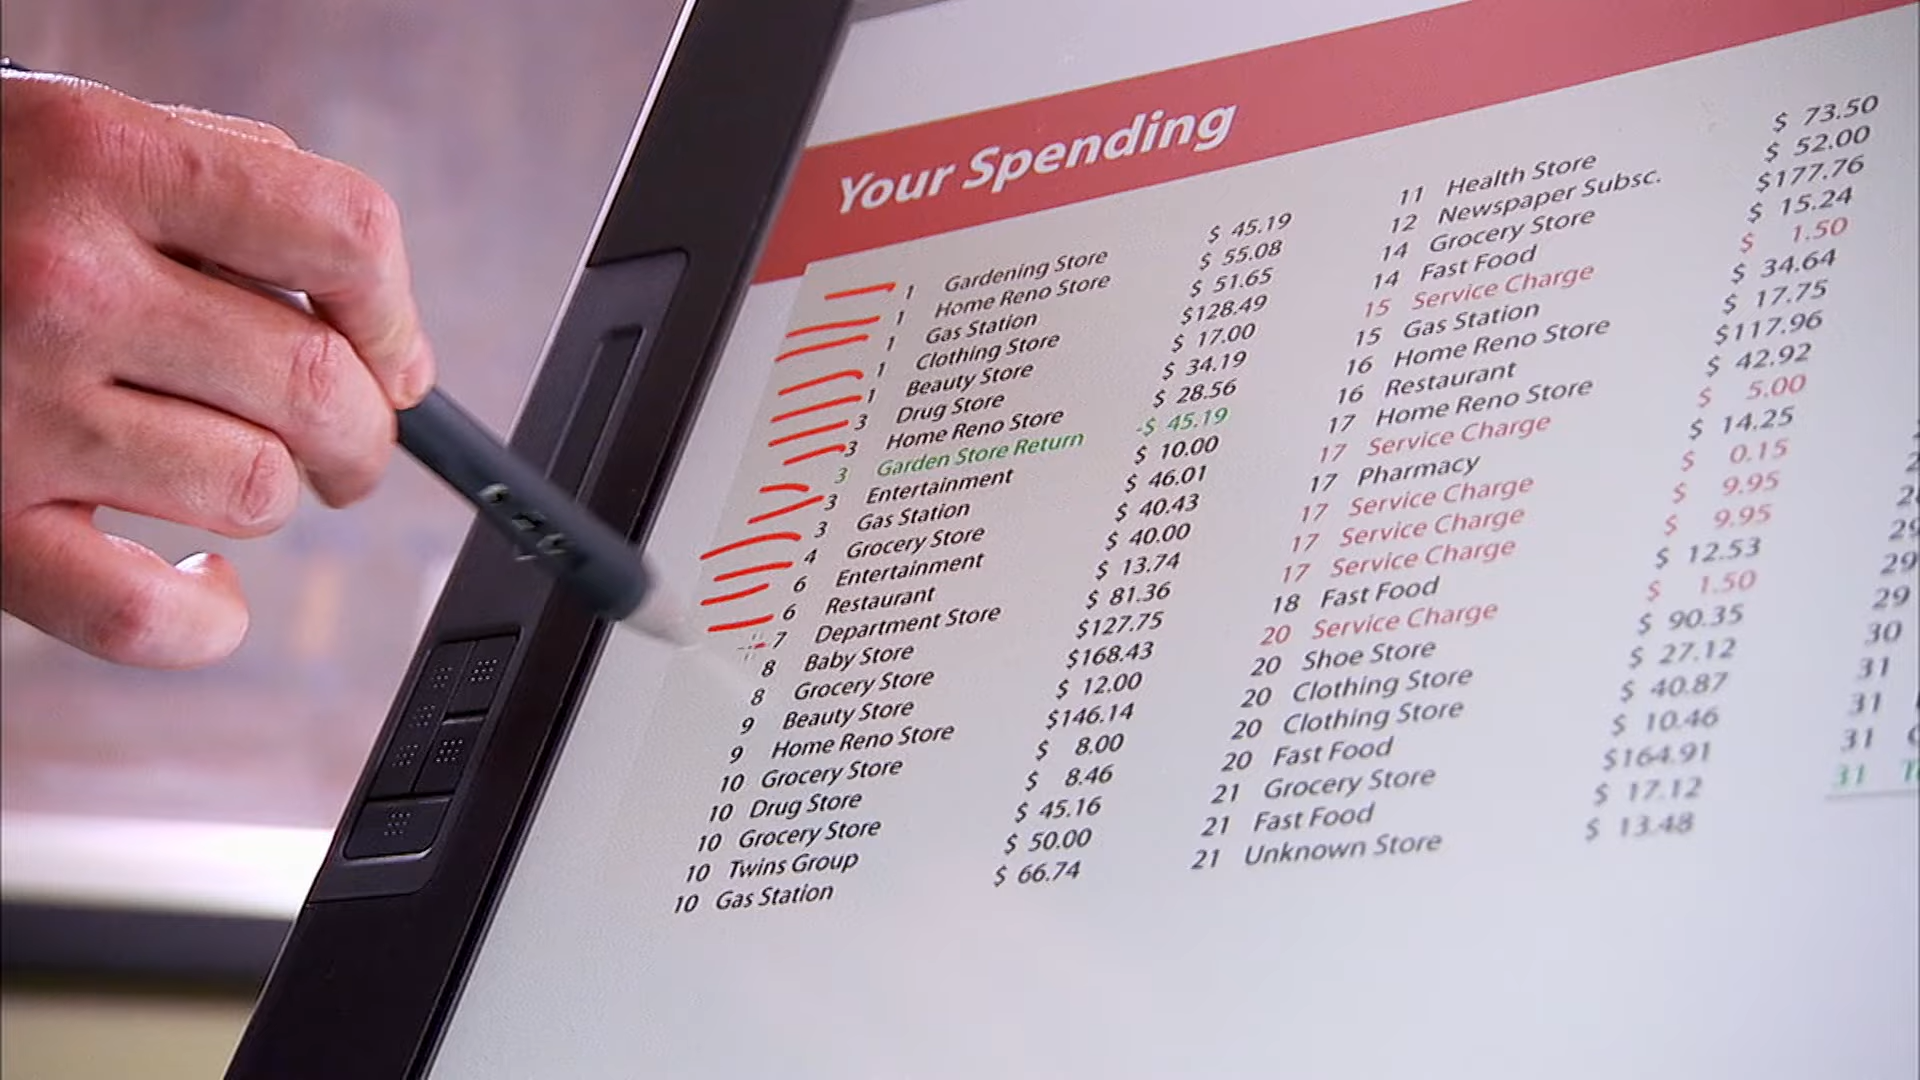 Your Spending
1 Gardening Store $ 45.19
1 Home Reno Store $ 55.08
1 Gas Station $ 51.65
1 Clothing Store $128.49
1 Beauty Store $ 17.00
3 Drug Store $ 34.19
3 Home Reno Store $ 28.56
3 Garden Store Return -$ 45.19
3 Entertainment $ 10.00
3 Gas Station $ 46.01
4 Grocery Store $ 40.43
6 Entertainment $ 40.00
6 Restaurant $ 13.74
7 Department Store $ 81.36
8 Baby Store $127.75
8 Grocery Store $168.43
9 Beauty Store $ 12.00
9 Home Reno Store $146.14
10 Grocery Store $ 8.00
10 Drug Store $ 8.46
10 Grocery Store $ 45.16
10 Twins Group $ 50.00
10 Gas Station $ 66.74
11 Health Store $ 73.50
12 Newspaper Subsc. $ 52.00
14 Grocery Store $177.76
14 Fast Food $ 15.24
15 Service Charge $ 1.50
15 Gas Station $ 34.64
16 Home Reno Store $ 17.75
16 Restaurant $117.96
17 Home Reno Store $ 42.92
17 Service Charge $ 5.00
17 Pharmacy $ 14.25
17 Service Charge $ 0.15
17 Service Charge $ 9.95
17 Service Charge $ 9.95
18 Fast Food $ 12.53
20 Service Charge $ 1.50
20 Shoe Store $ 90.35
20 Clothing Store $ 27.12
20 Clothing Store $ 40.87
20 Fast Food $ 10.46
21 Grocery Store $164.91
21 Fast Food $ 17.12
21 Unknown Store $ 13.48
29
29
29
30
31
31
31
31